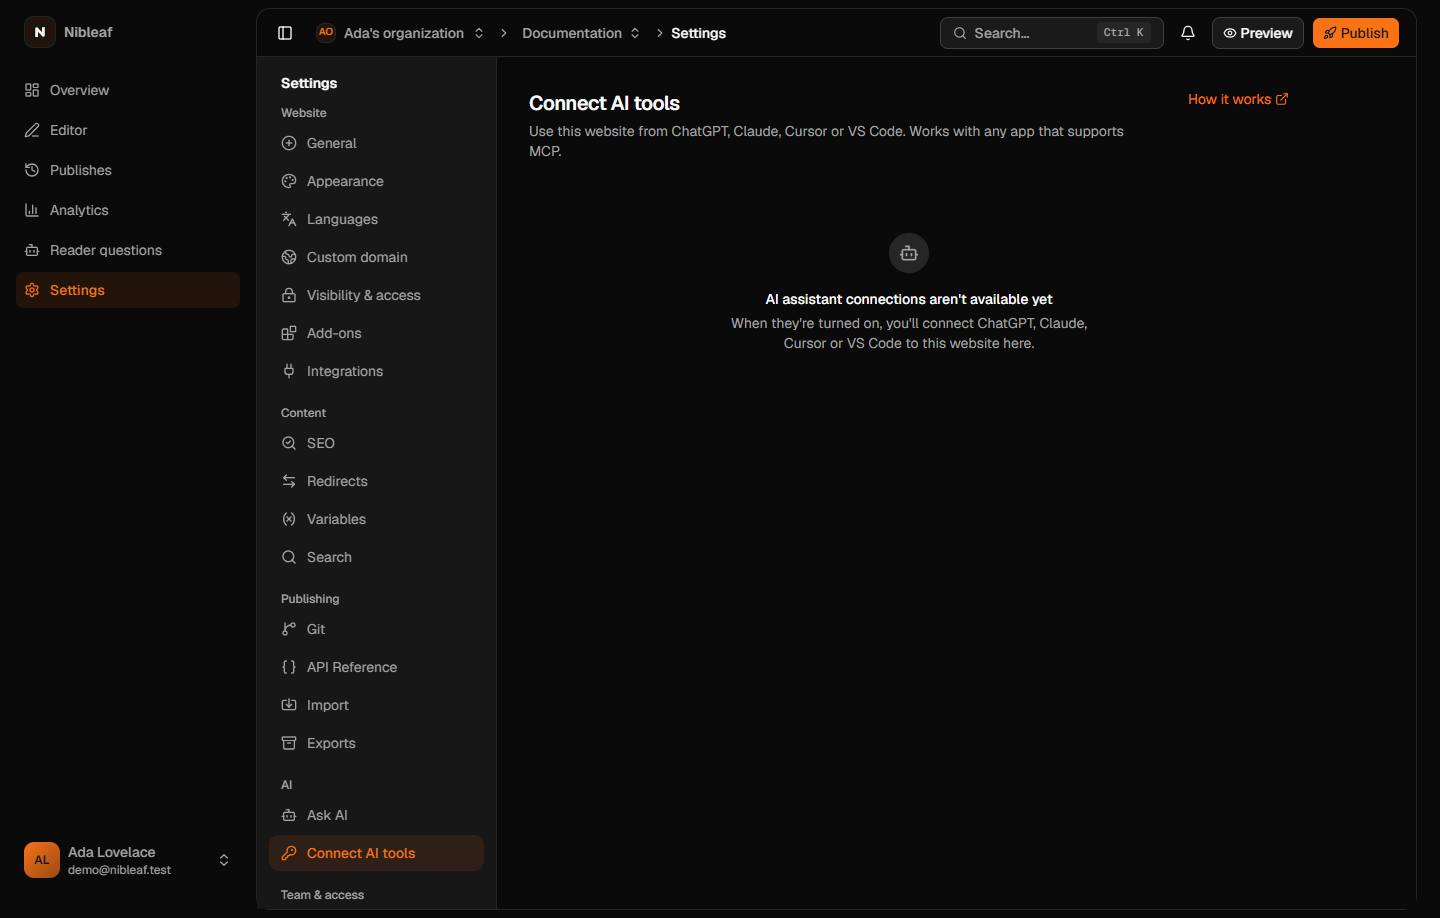 N Nibleaf
Overview
Editor
Publishes
Analytics
Reader questions
Settings
AL
Ada Lovelace
demo@nibleaf.test
AO Ada's organization > Documentation > Settings
Search... Ctrl K
Preview
Publish
Settings
Website
General
Appearance
Languages
Custom domain
Visibility & access
Add-ons
Integrations
Content
SEO
Redirects
Variables
Search
Publishing
Git
API Reference
Import
Exports
AI
Ask AI
Connect AI tools
Team & access
Connect AI tools
How it works
Use this website from ChatGPT, Claude, Cursor or VS Code. Works with any app that supports
MCP.
AI assistant connections aren't available yet
When they're turned on, you'll connect ChatGPT, Claude,
Cursor or VS Code to this website here.